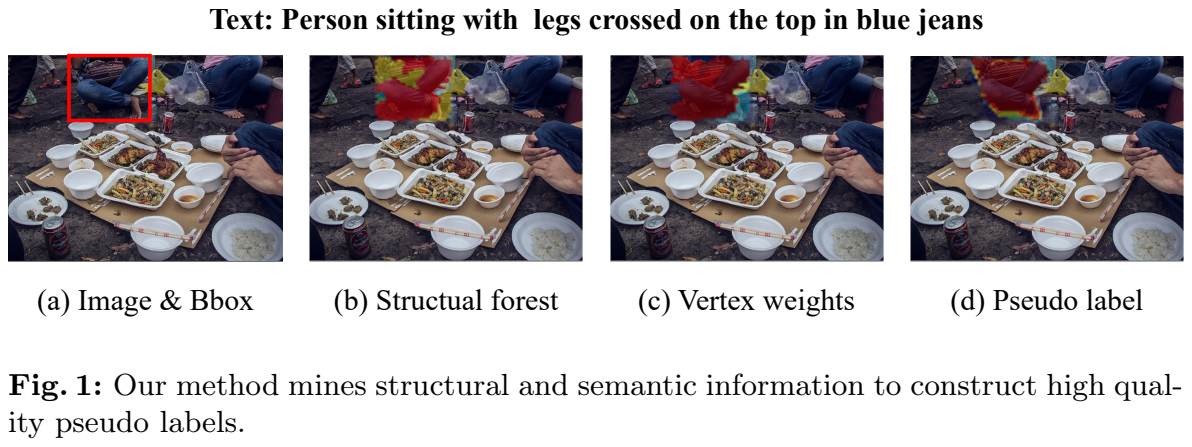 Text: Person sitting with  legs crossed on the top in blue jeans
(a) Image & Bbox
(b) Structual forest
(c) Vertex weights
(d) Pseudo label
Fig. 1: Our method mines structural and semantic information to construct high qual-
ity pseudo labels.